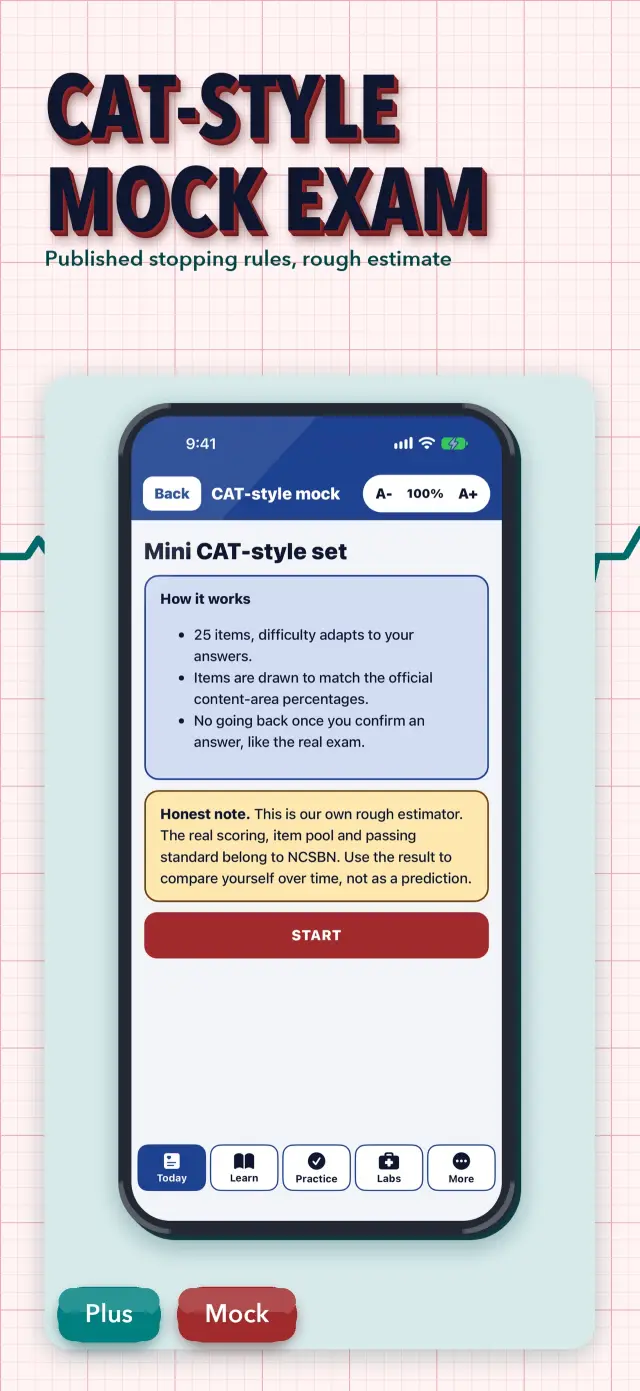 CAT-STYLE
MOCK EXAM
Published stopping rules, rough estimate
9:41
Back
CAT-style mock
A- 100% A+
Mini CAT-style set
How it works
• 25 items, difficulty adapts to your
answers.
• Items are drawn to match the official
content-area percentages.
• No going back once you confirm an
answer, like the real exam.
Honest note. This is our own rough estimator.
The real scoring, item pool and passing
standard belong to NCSBN. Use the result to
compare yourself over time, not as a prediction.
START
Today
Learn
Practice
Labs
More
Plus
Mock